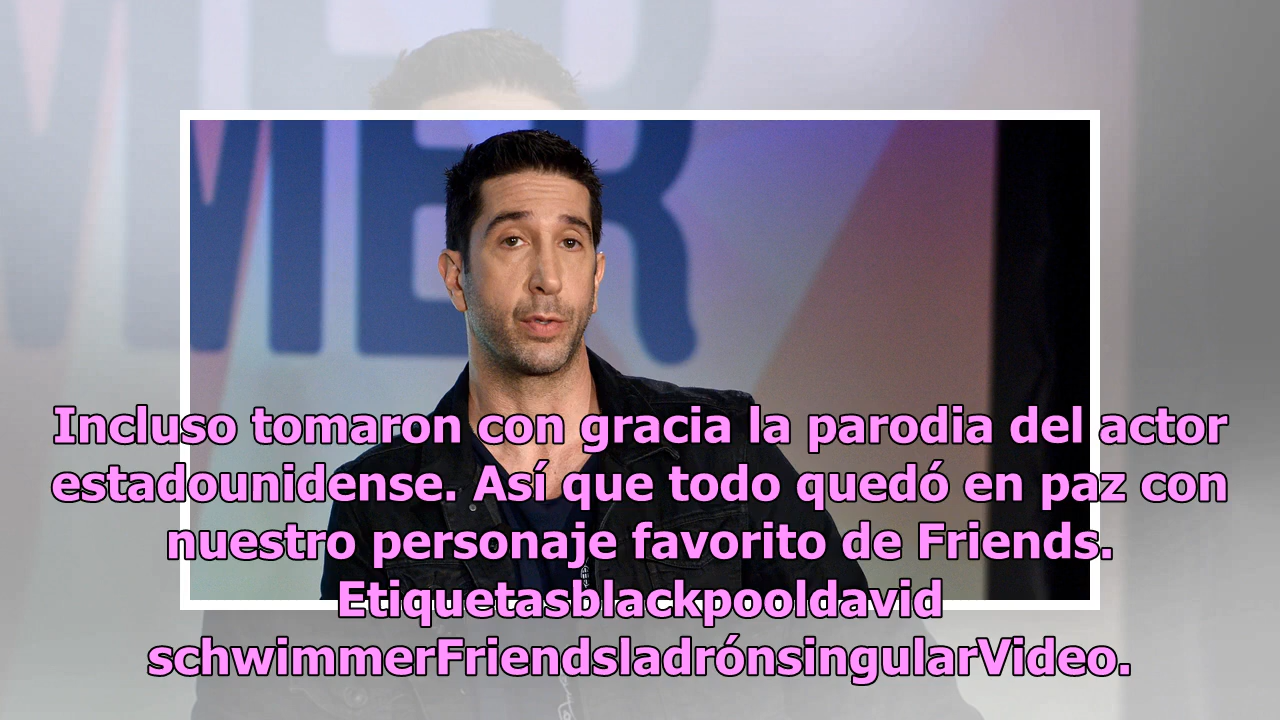 MER
Incluso tomaron con gracia la parodia del actor
estadounidense. Así que todo quedó en paz con
nuestro personaje favorito de Friends.
Etiquetasblackpooldavid
schwimmerFriendsladrónsingularVideo.